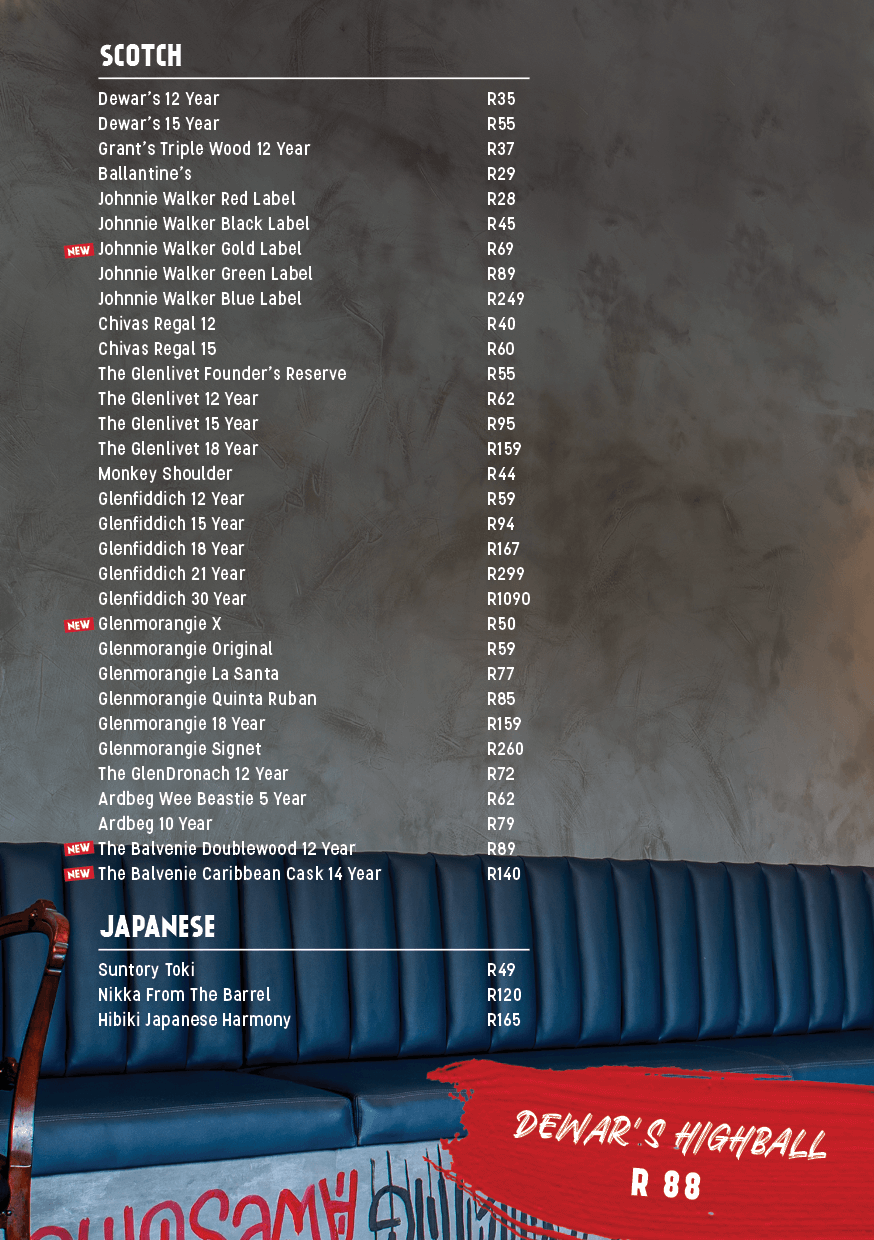 SCOTCH
Dewar's 12 Year R35
Dewar's 15 Year R55
Grant's Triple Wood 12 Year R37
Ballantine's R29
Johnnie Walker Red Label R28
Johnnie Walker Black Label R45
NEW Johnnie Walker Gold Label R69
Johnnie Walker Green Label R89
Johnnie Walker Blue Label R249
Chivas Regal 12 R40
Chivas Regal 15 R60
The Glenlivet Founder's Reserve R55
The Glenlivet 12 Year R62
The Glenlivet 15 Year R95
The Glenlivet 18 Year R159
Monkey Shoulder R44
Glenfiddich 12 Year R59
Glenfiddich 15 Year R94
Glenfiddich 18 Year R167
Glenfiddich 21 Year R299
Glenfiddich 30 Year R1090
NEW Glenmorangie X R50
Glenmorangie Original R59
Glenmorangie La Santa R77
Glenmorangie Quinta Ruban R85
Glenmorangie 18 Year R159
Glenmorangie Signet R260
The GlenDronach 12 Year R72
Ardbeg Wee Beastie 5 Year R62
Ardbeg 10 Year R79
NEW The Balvenie Doublewood 12 Year R89
NEW The Balvenie Caribbean Cask 14 Year R140
JAPANESE
Suntory Toki R49
Nikka From The Barrel R120
Hibiki Japanese Harmony R165
DEWAR'S HIGHBALL
R 88